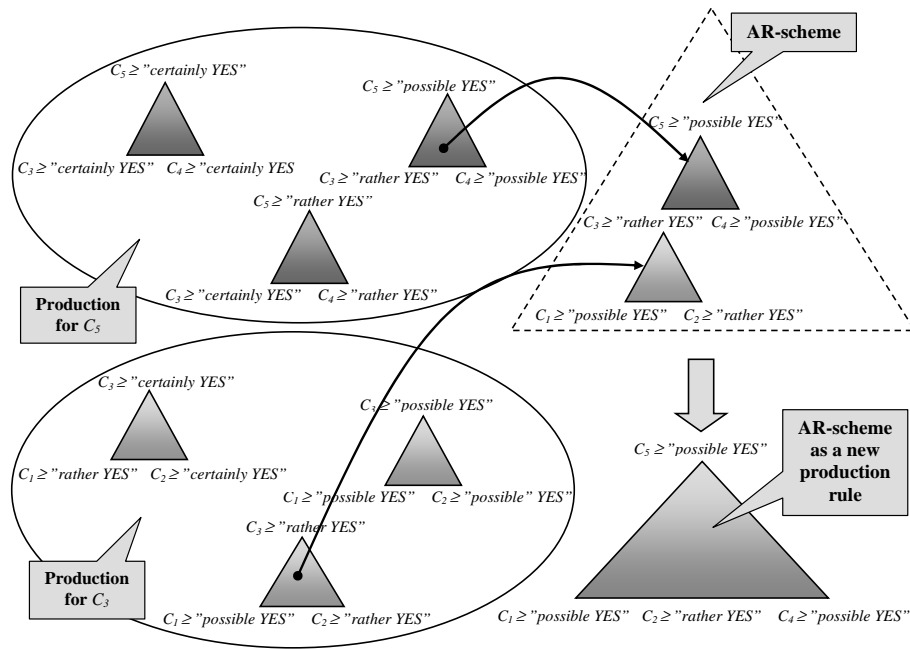 AR-scheme
C₅ ≥ ”certainly YES”
C₅ ≥ ”possible YES”
C₃ ≥ ”certainly YES” C₄ ≥ ”certainly YES
C₃ ≥ ”rather YES” C₄ ≥ ”possible YES”
C₅ ≥ ”rather YES”
C₃ ≥ ”certainly YES” C₄ ≥ ”rather YES”
Production
for C₅
C₅ ≥ ”possible YES”
C₃ ≥ ”rather YES” C₄ ≥ ”possible YES”
C₁ ≥ ”possible YES” C₂ ≥ ”rather YES”
C₃ ≥ ”certainly YES”
C₃ ≥ ”possible YES”
C₁ ≥ ”rather YES” C₂ ≥ ”certainly YES”
C₁ ≥ ”possible YES” C₂ ≥ ”possible” YES”
C₃ ≥ ”rather YES”
C₁ ≥ ”possible YES” C₂ ≥ ”rather YES”
Production
for C₃
AR-scheme
as a new
production
rule
C₅ ≥ ”possible YES”
C₁ ≥ ”possible YES” C₂ ≥ ”rather YES” C₄ ≥ ”possible YES”